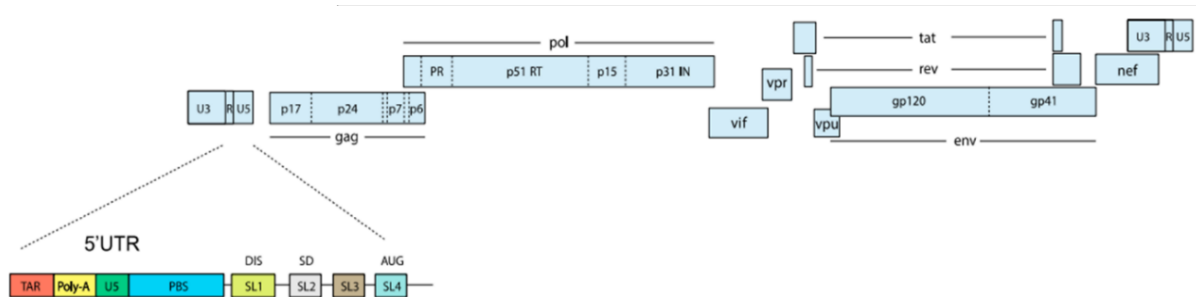 pol
tat
U3 R U5
PR p51 RT p15 p31 IN
rev
nef
vpr
U3 R U5
p17 p24 p7 p6
gp120 gp41
gag
vif
vpu
env
5'UTR
DIS SD AUG
TAR Poly-A U5 PBS SL1 SL2 SL3 SL4